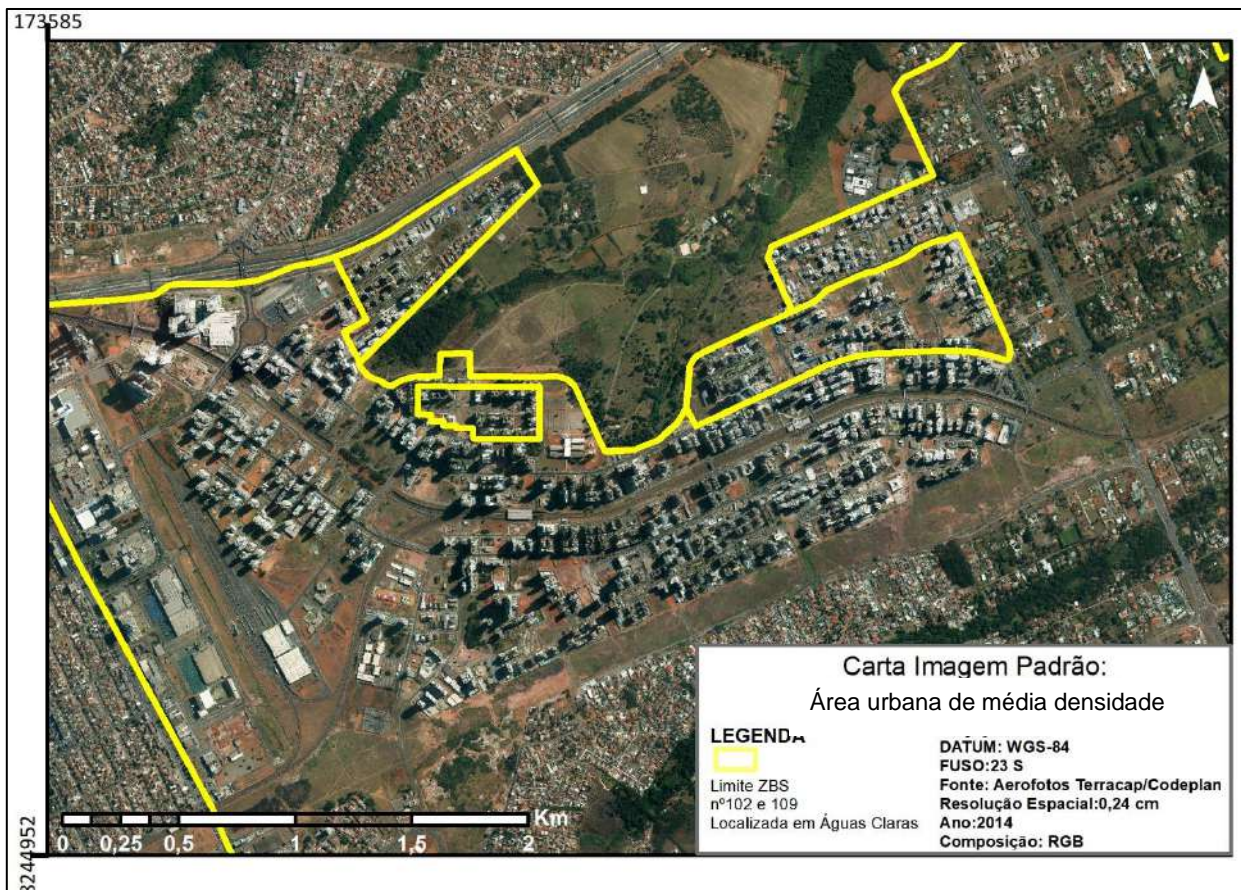 173585
Carta Imagem Padrão:
Área urbana de média densidade
LEGENDA
Limite ZBS
nº102 e 109
Localizada em Águas Claras
DATUM: WGS-84
FUSO:23 S
Fonte: Aerofotos Terracap/Codeplan
Resolução Espacial:0,24 cm
Ano:2014
Composição: RGB
Km
0 0,25 0,5 1 1,5 2
8244952